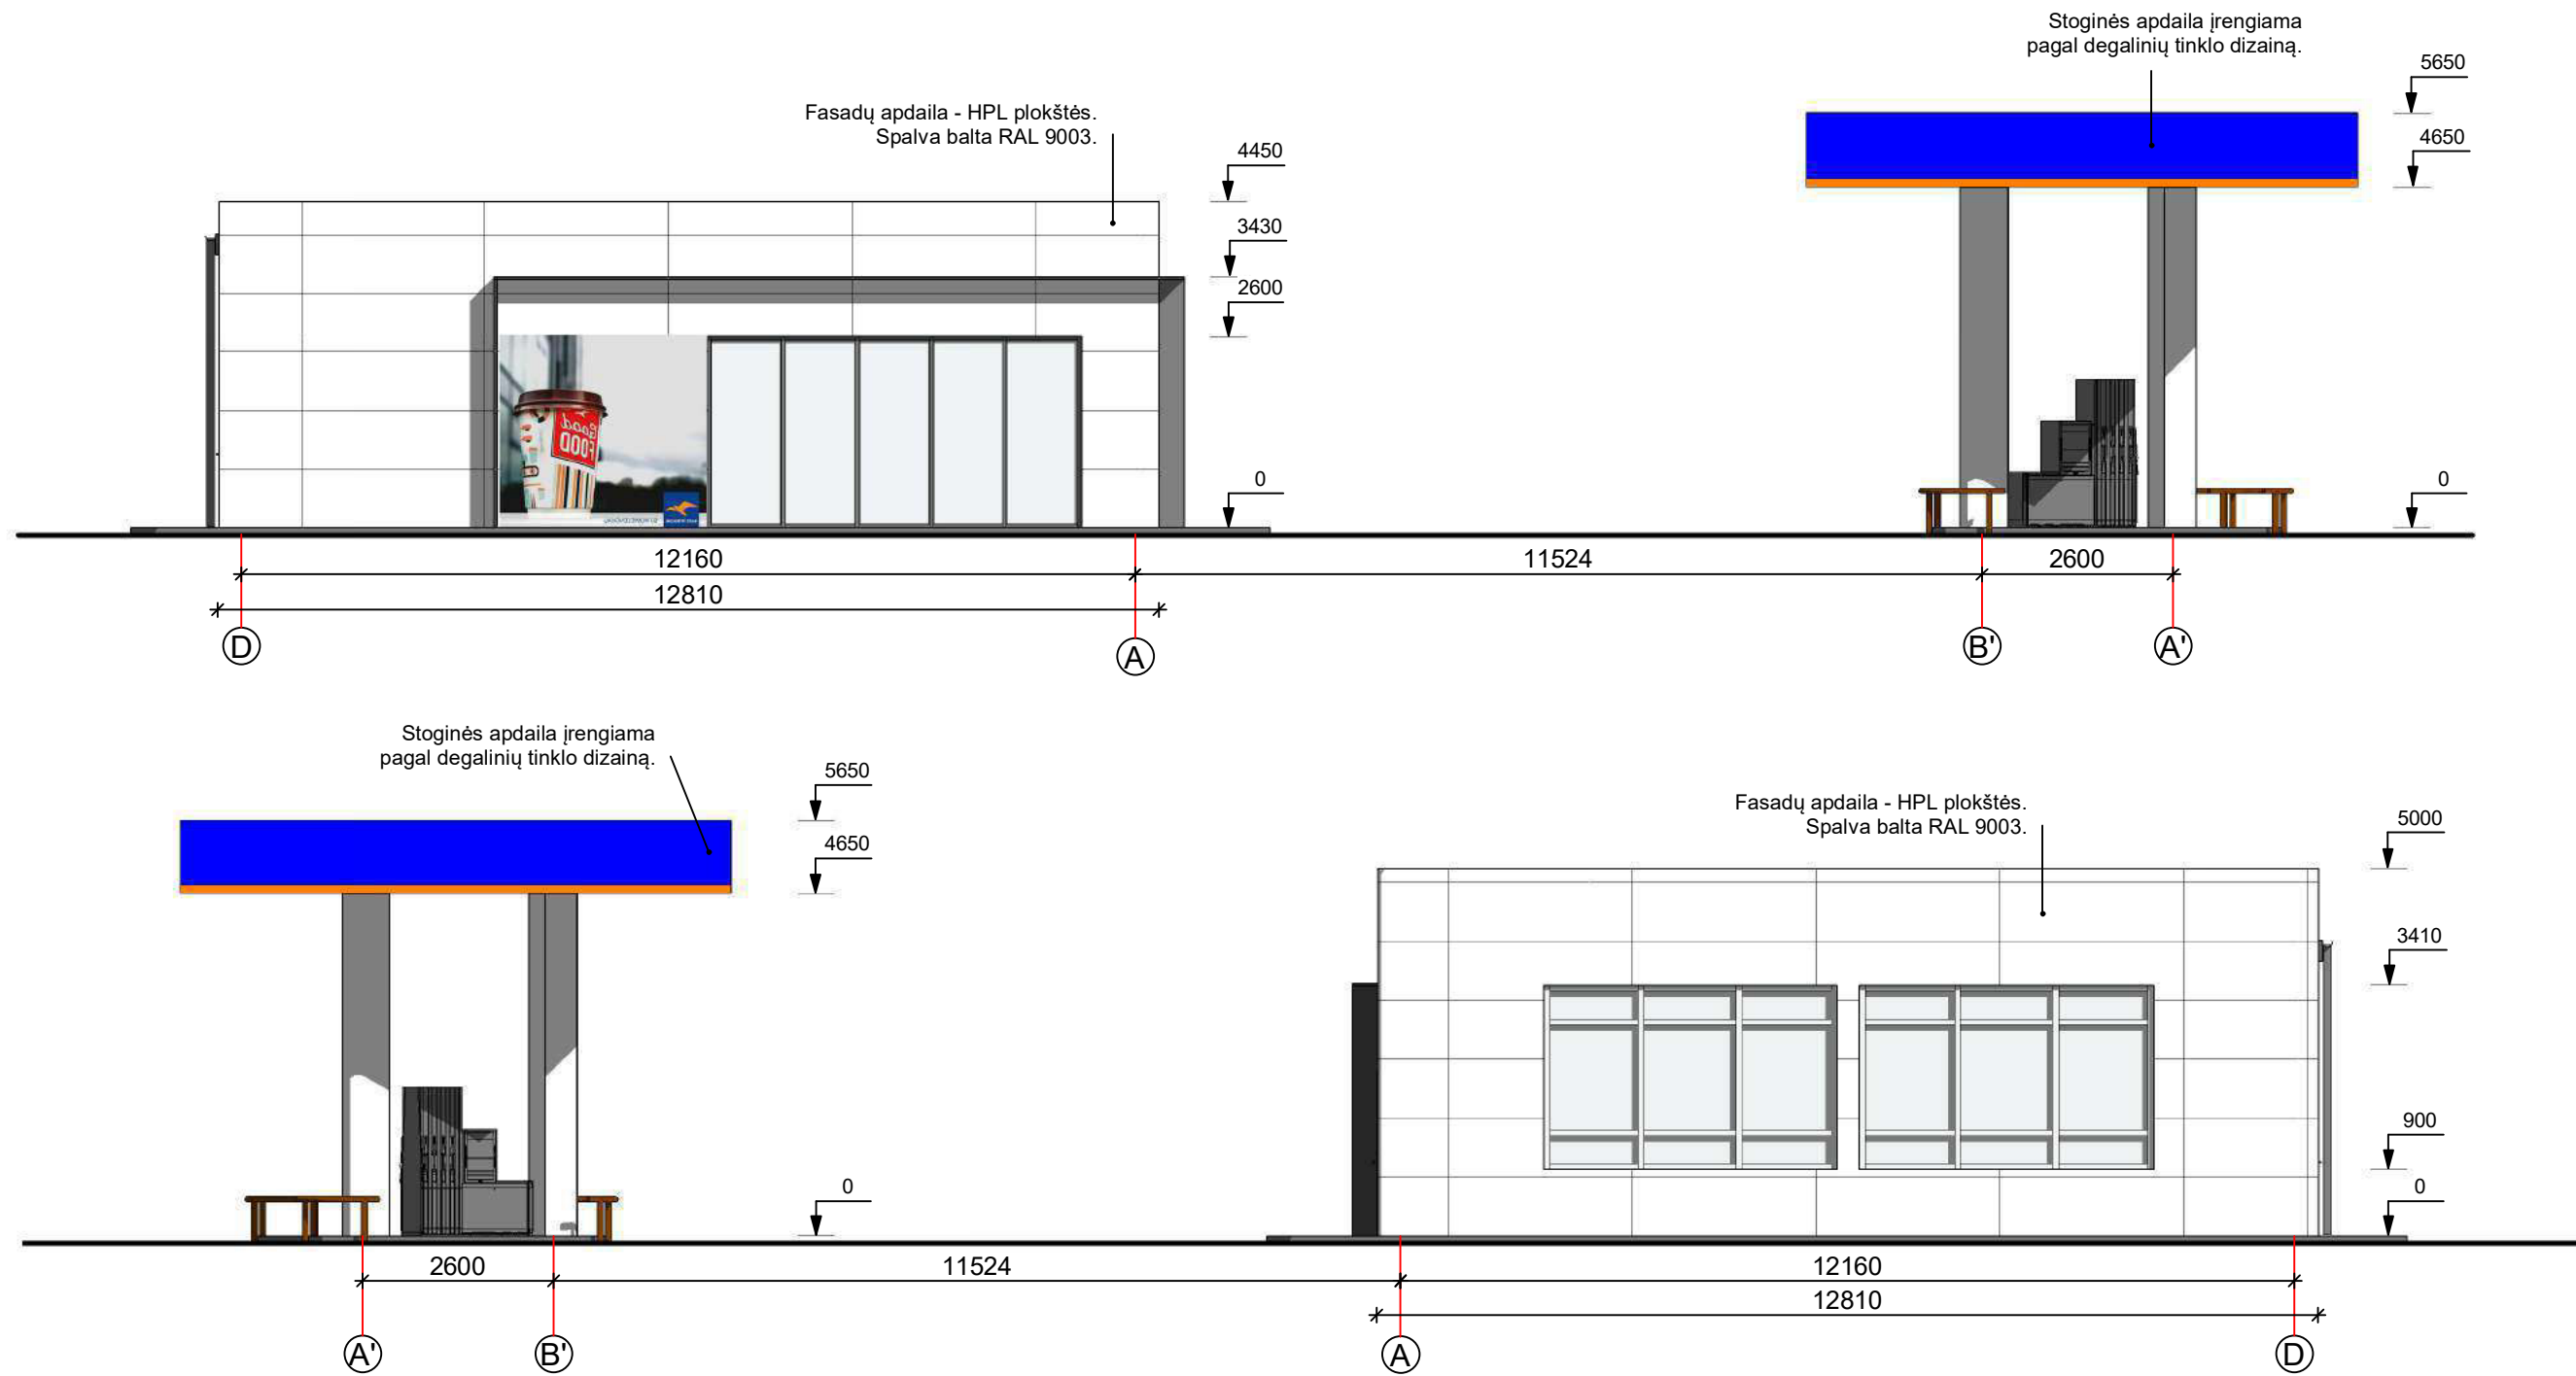 Stoginės apdaila įrengiama
pagal degalinių tinklo dizainą.
5650
4650
Fasadų apdaila - HPL plokštės.
Spalva balta RAL 9003.
4450
3430
2600
Good
FOOD
0
0
12160
11524
2600
12810
D
A
B'
A'
Stoginės apdaila įrengiama
pagal degalinių tinklo dizainą.
5650
4650
Fasadų apdaila - HPL plokštės.
Spalva balta RAL 9003.
5000
3410
900
0
0
2600
11524
12160
12810
A'
B'
A
D